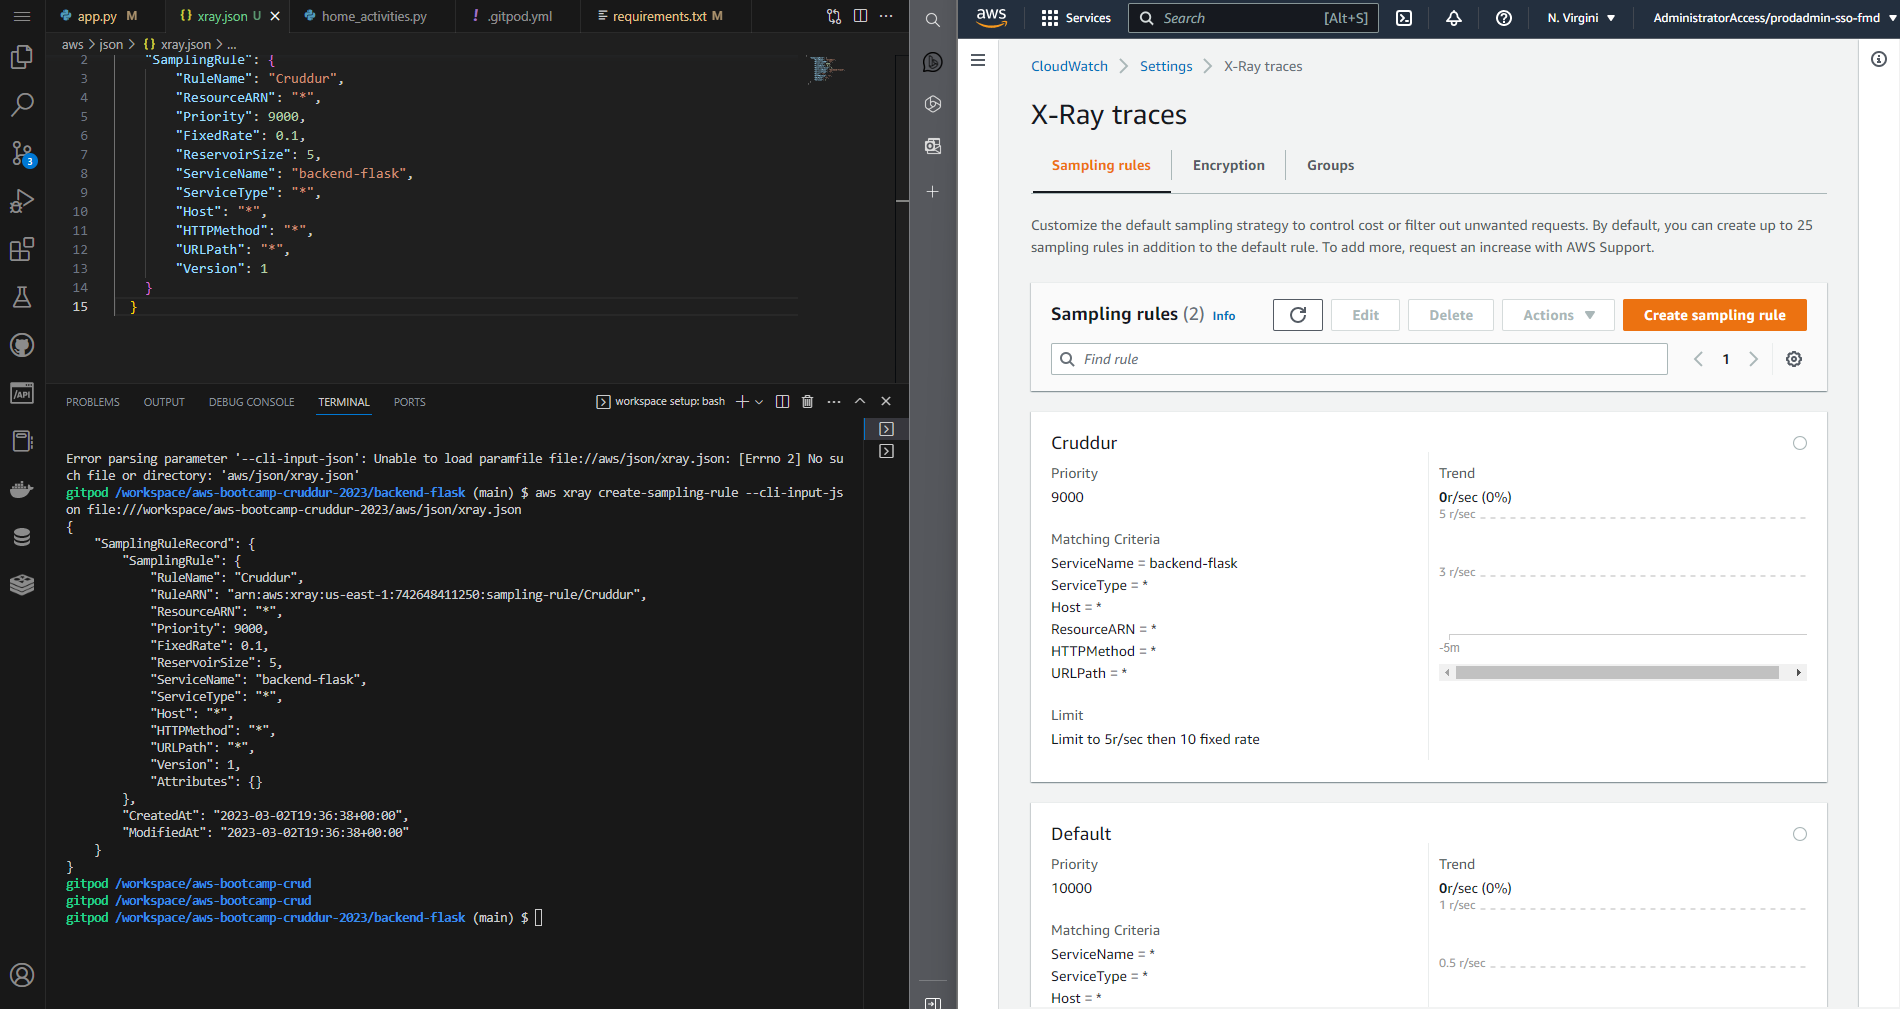 app.py M
{} xray.json U
home_activities.py
! .gitpod.yml
requirements.txt M
aws > json > {} xray.json > ...
2 "SamplingRule": {
3 "RuleName": "Cruddur",
4 "ResourceARN": "*",
5 "Priority": 9000,
6 "FixedRate": 0.1,
7 "ReservoirSize": 5,
8 "ServiceName": "backend-flask",
9 "ServiceType": "*",
10 "Host": "*",
11 "HTTPMethod": "*",
12 "URLPath": "*",
13 "Version": 1
14 }
15 }
3
/API
PROBLEMS OUTPUT DEBUG CONSOLE TERMINAL PORTS
workspace setup: bash
Error parsing parameter '--cli-input-json': Unable to load paramfile file://aws/json/xray.json: [Errno 2] No su
ch file or directory: 'aws/json/xray.json'
gitpod /workspace/aws-bootcamp-cruddur-2023/backend-flask (main) $ aws xray create-sampling-rule --cli-input-js
on file:///workspace/aws-bootcamp-cruddur-2023/aws/json/xray.json
{
"SamplingRuleRecord": {
"SamplingRule": {
"RuleName": "Cruddur",
"RuleARN": "arn:aws:xray:us-east-1:742648411250:sampling-rule/Cruddur",
"ResourceARN": "*",
"Priority": 9000,
"FixedRate": 0.1,
"ReservoirSize": 5,
"ServiceName": "backend-flask",
"ServiceType": "*",
"Host": "*",
"HTTPMethod": "*",
"URLPath": "*",
"Version": 1,
"Attributes": {}
},
"CreatedAt": "2023-03-02T19:36:38+00:00",
"ModifiedAt": "2023-03-02T19:36:38+00:00"
}
}
gitpod /workspace/aws-bootcamp-crud
gitpod /workspace/aws-bootcamp-crud
gitpod /workspace/aws-bootcamp-cruddur-2023/backend-flask (main) $
aws Services Search [Alt+S] N. Virgini AdministratorAccess/prodadmin-sso-fmd
CloudWatch > Settings > X-Ray traces
X-Ray traces
Sampling rules
Encryption
Groups
Customize the default sampling strategy to control cost or filter out unwanted requests. By default, you can create up to 25
sampling rules in addition to the default rule. To add more, request an increase with AWS Support.
Sampling rules (2) Info
Edit
Delete
Actions
Create sampling rule
Find rule
1
Cruddur
Priority
9000
Matching Criteria
ServiceName = backend-flask
ServiceType = *
Host = *
ResourceARN = *
HTTPMethod = *
URLPath = *
Limit
Limit to 5r/sec then 10 fixed rate
Trend
0r/sec (0%)
5 r/sec
3 r/sec
-5m
Default
Priority
10000
Matching Criteria
ServiceName = *
ServiceType = *
Host = *
Trend
0r/sec (0%)
1 r/sec
0.5 r/sec